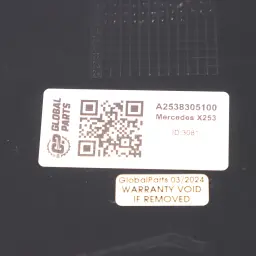 GLOBAL
PARTS
A2538305100
Mercedes X253
GlobalParts 03/2024
WARRANTY VOID
IF REMOVED